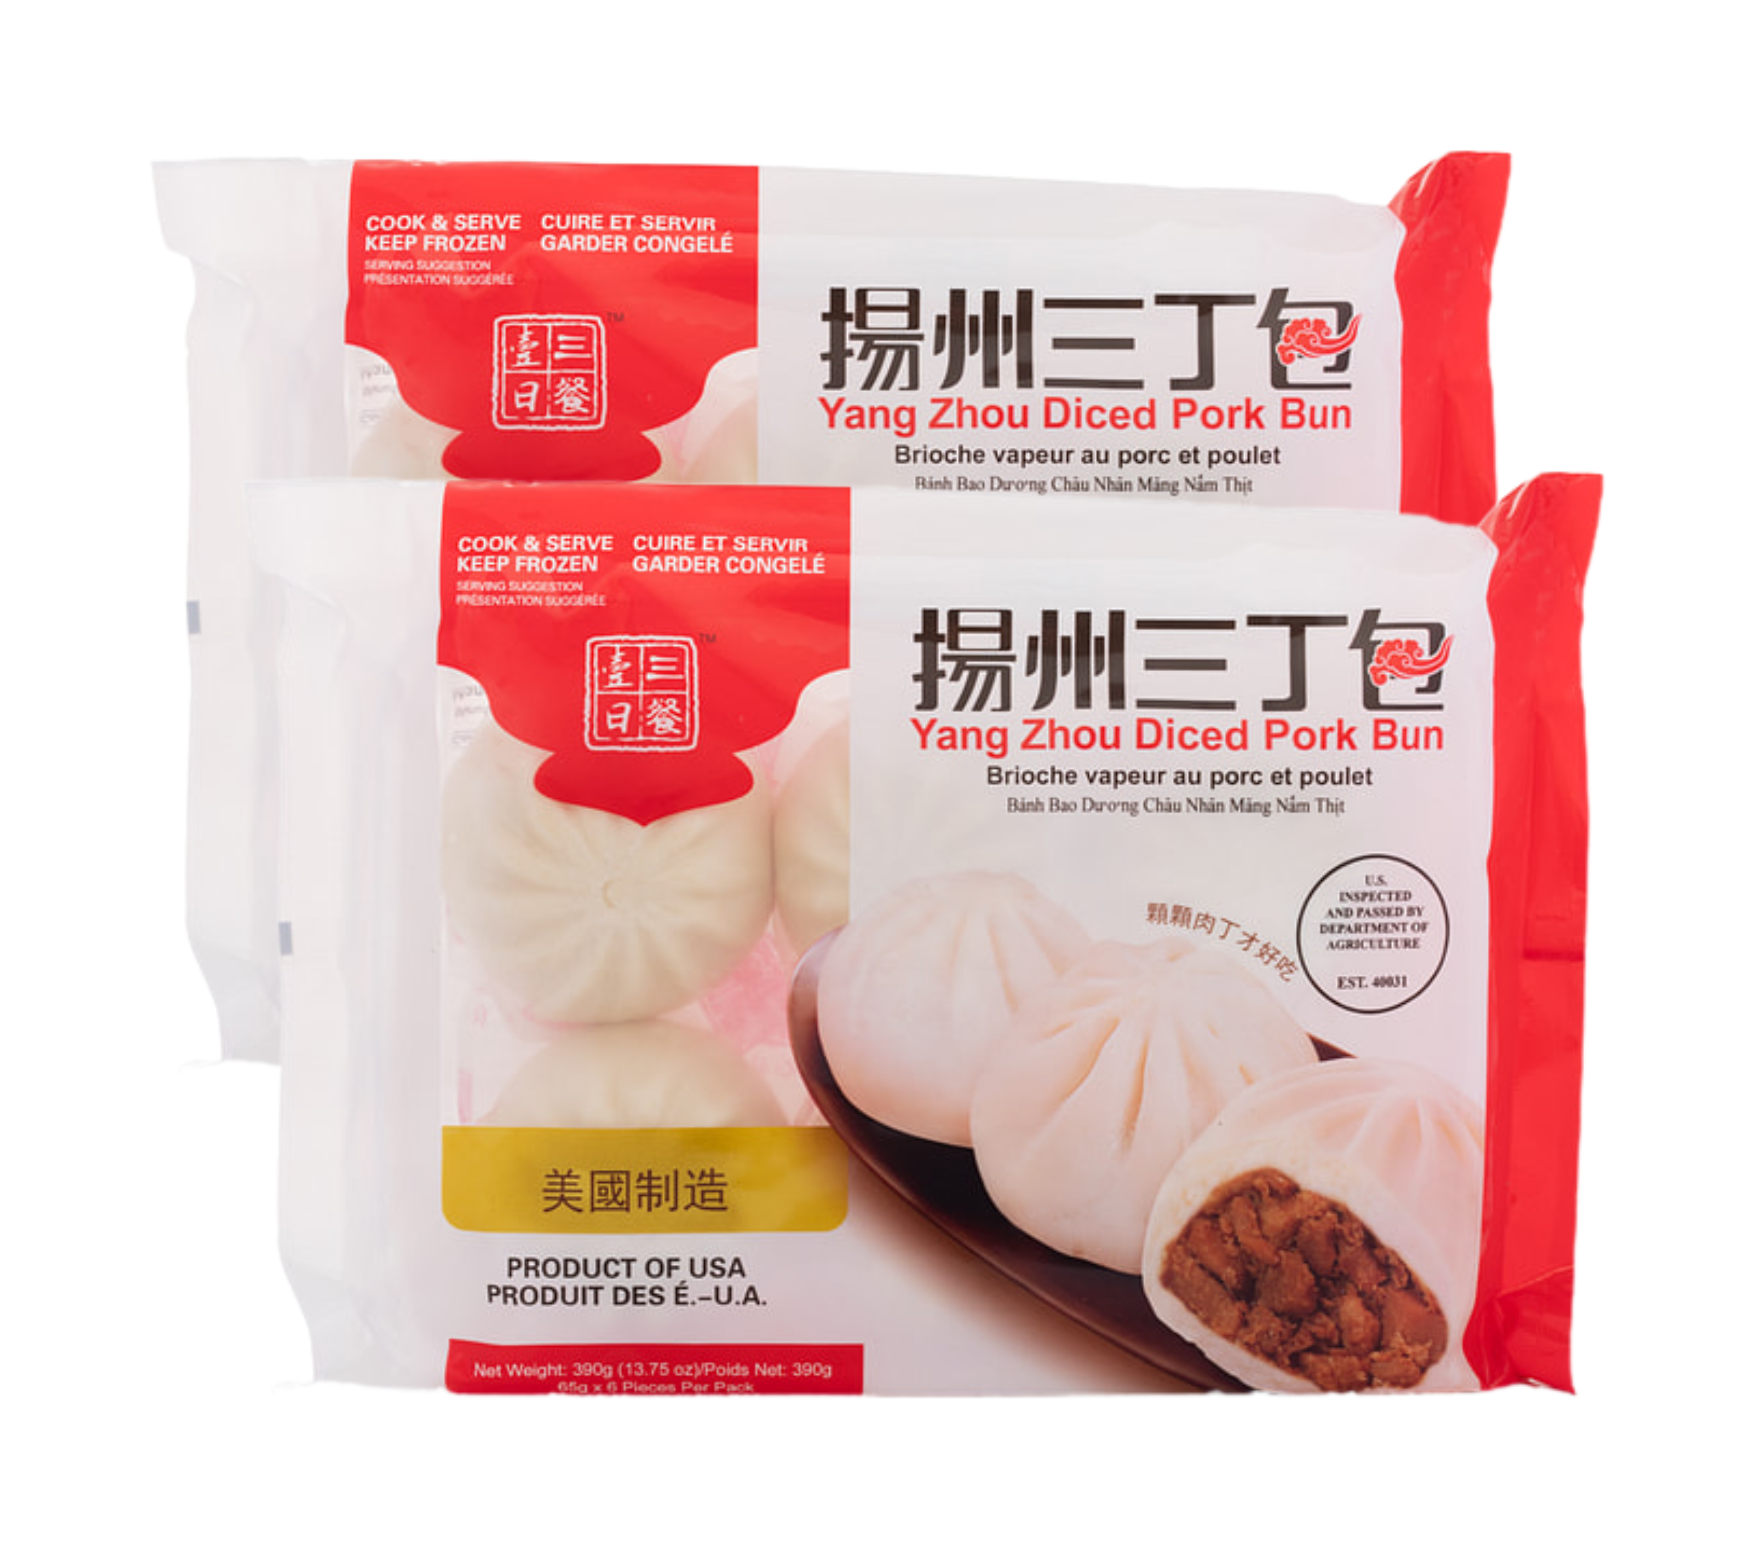 COOK & SERVE CUIRE ET SERVIR
KEEP FROZEN GARDER CONGELÉ
SERVING SUGGESTION
PRÉSENTATION SUGGÉRÉE
壹日三餐
TM
揚州三丁包
Yang Zhou Diced Pork Bun
Brioche vapeur au porc et poulet
Bánh Bao Dương Châu Nhân Măng Nấm Thịt
COOK & SERVE CUIRE ET SERVIR
KEEP FROZEN GARDER CONGELÉ
SERVING SUGGESTION
PRÉSENTATION SUGGÉRÉE
壹日三餐
TM
揚州三丁包
Yang Zhou Diced Pork Bun
Brioche vapeur au porc et poulet
Bánh Bao Dương Châu Nhân Măng Nấm Thịt
顆顆肉丁才好吃
U.S.
INSPECTED
AND PASSED BY
DEPARTMENT OF
AGRICULTURE
EST. 40031
美國制造
PRODUCT OF USA
PRODUIT DES É.-U.A.
Net Weight: 390g (13.75 oz)/Poids Net: 390g
65g x 6 Pieces Per Pack